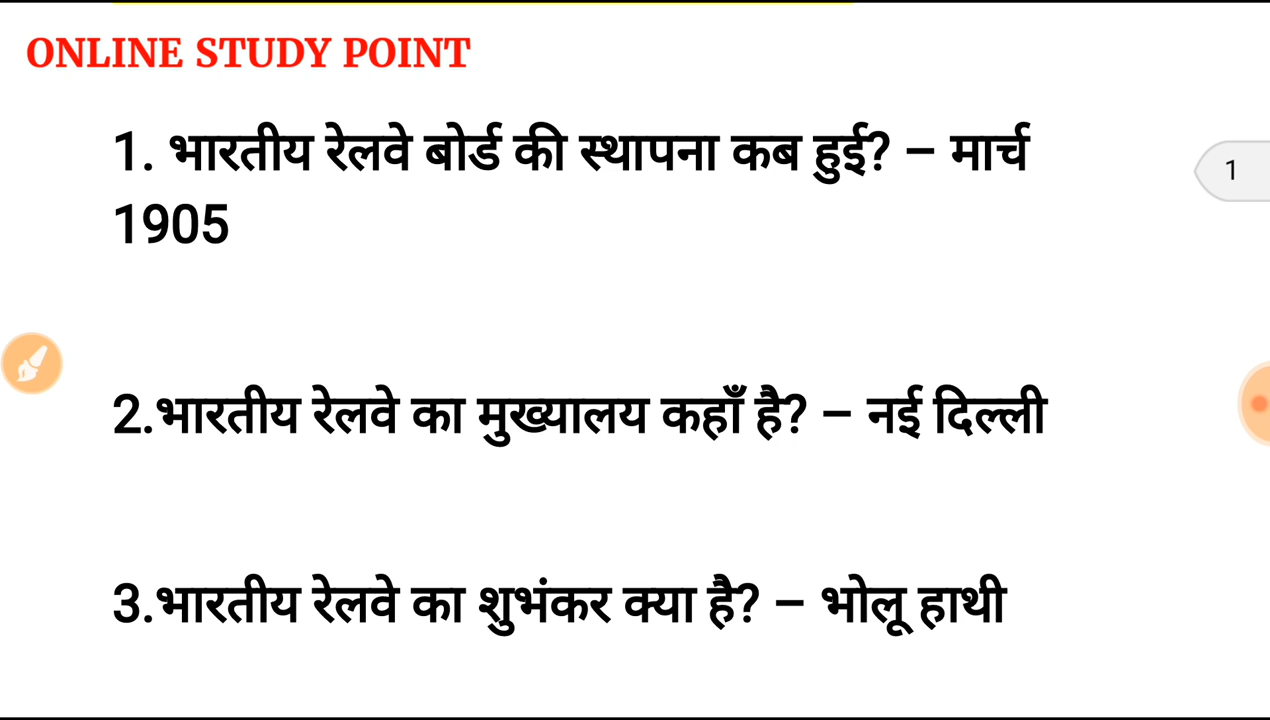 ONLINE STUDY POINT
1. भारतीय रेलवे बोर्ड की स्थापना कब हुई? – मार्च
1905
1
2.भारतीय रेलवे का मुख्यालय कहाँ है? – नई दिल्ली
3.भारतीय रेलवे का शुभंकर क्या है? – भोलू हाथी